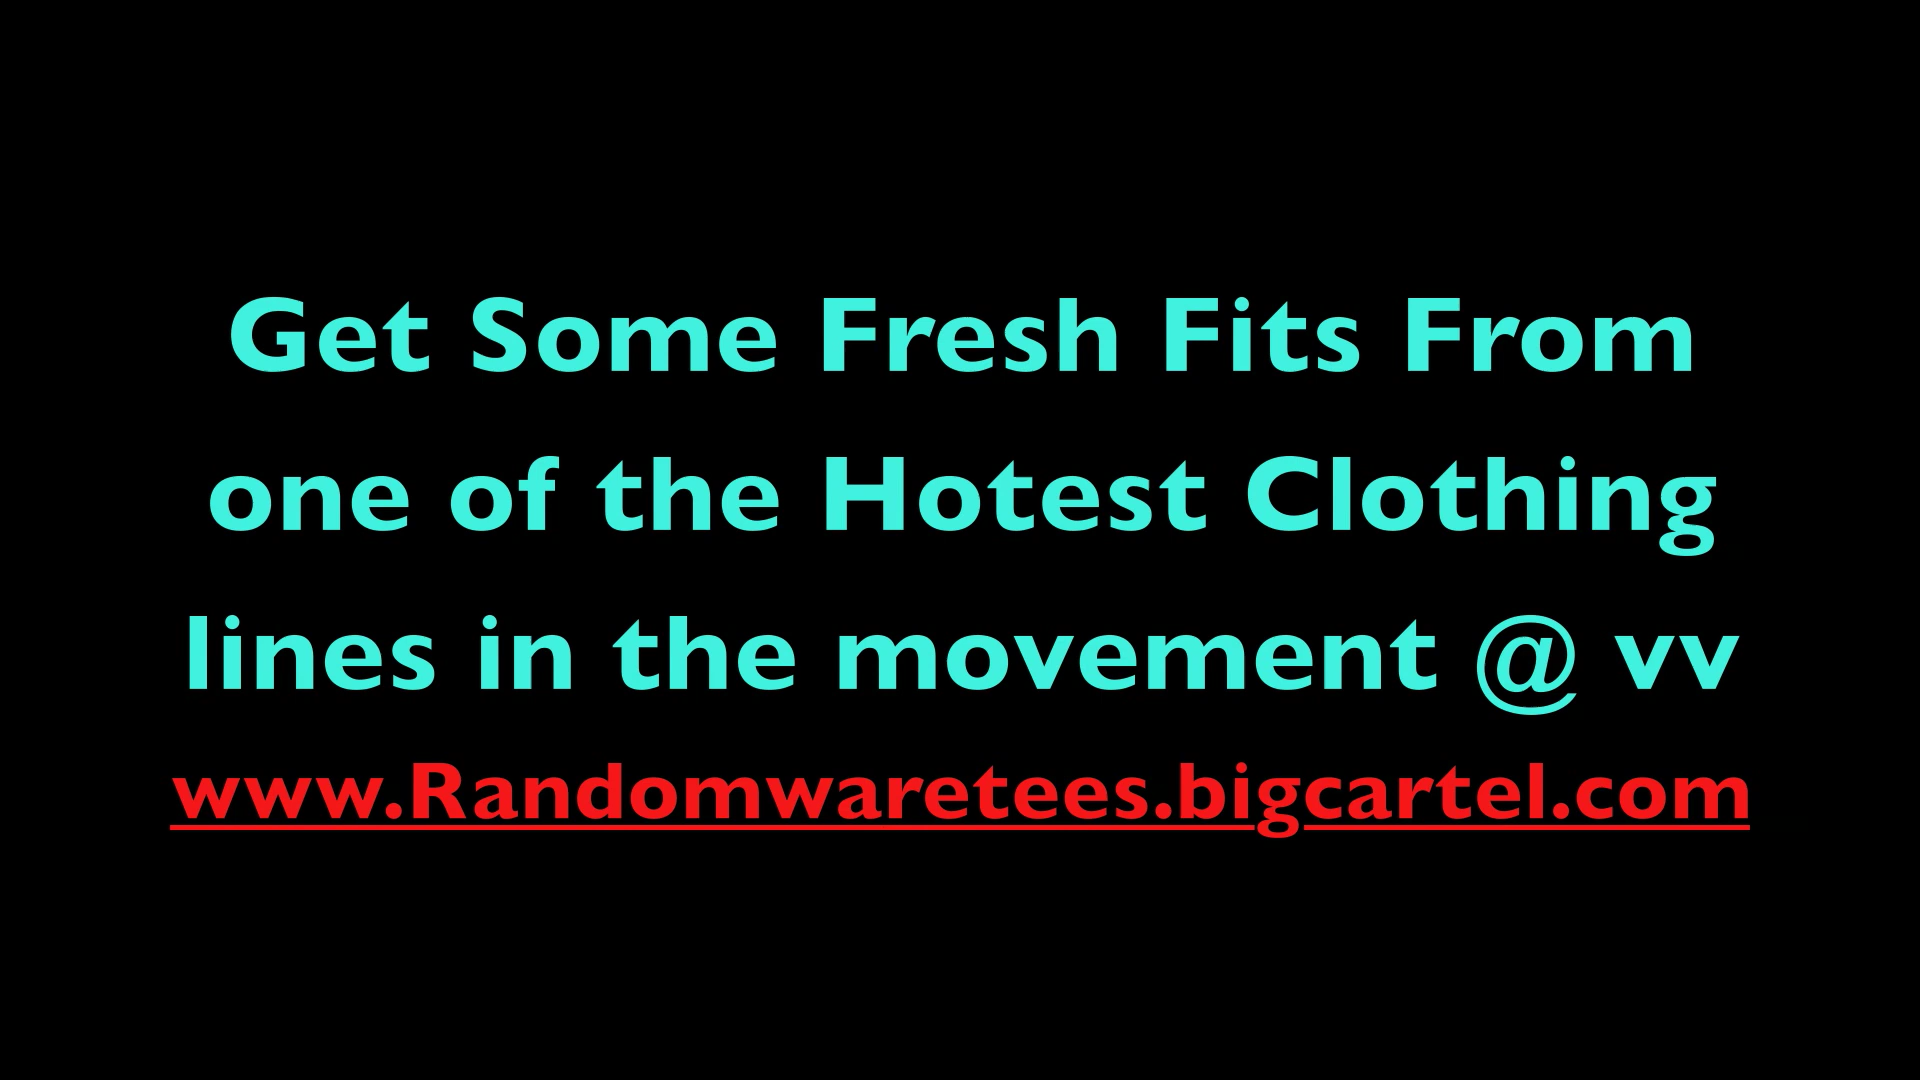 Get Some Fresh Fits From
one of the Hotest Clothing
lines in the movement @ vv
www.Randomwaretees.bigcartel.com